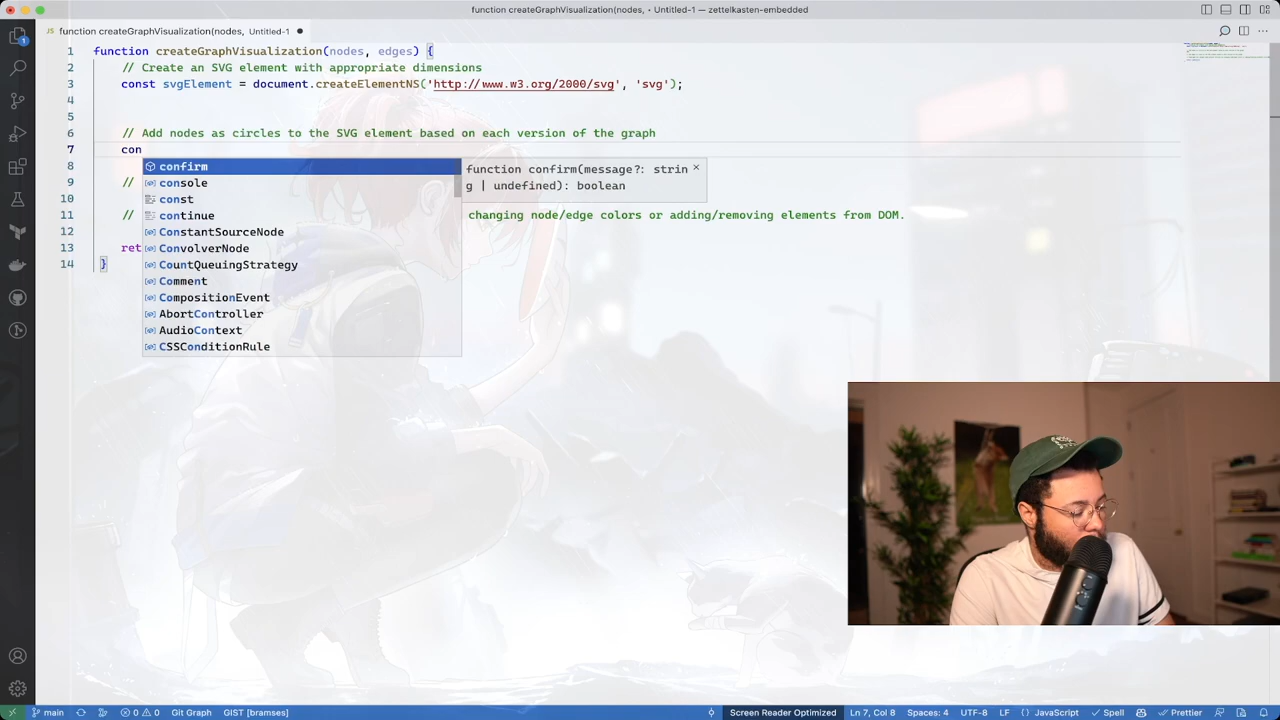 function createGraphVisualization(nodes, • Untitled-1 — zettelkasten-embedded
JS function createGraphVisualization(nodes, Untitled-1 ●
1 function createGraphVisualization(nodes, edges) {
2 // Create an SVG element with appropriate dimensions
3 const svgElement = document.createElementNS('http://www.w3.org/2000/svg', 'svg');
4
5
6 // Add nodes as circles to the SVG element based on each version of the graph
7 con
8 confirm
function confirm(message?: strin
g | undefined): boolean
9 // console
10 const
11 // continue changing node/edge colors or adding/removing elements from DOM.
12 ConstantSourceNode
13 ret ConvolverNode
14 } CountQueuingStrategy
Comment
CompositionEvent
AbortController
AudioContext
CSSConditionRule
1
main 0 0 Git Graph GIST [bramses] Screen Reader Optimized Ln 7, Col 8 Spaces: 4 UTF-8 LF {} JavaScript Spell Prettier